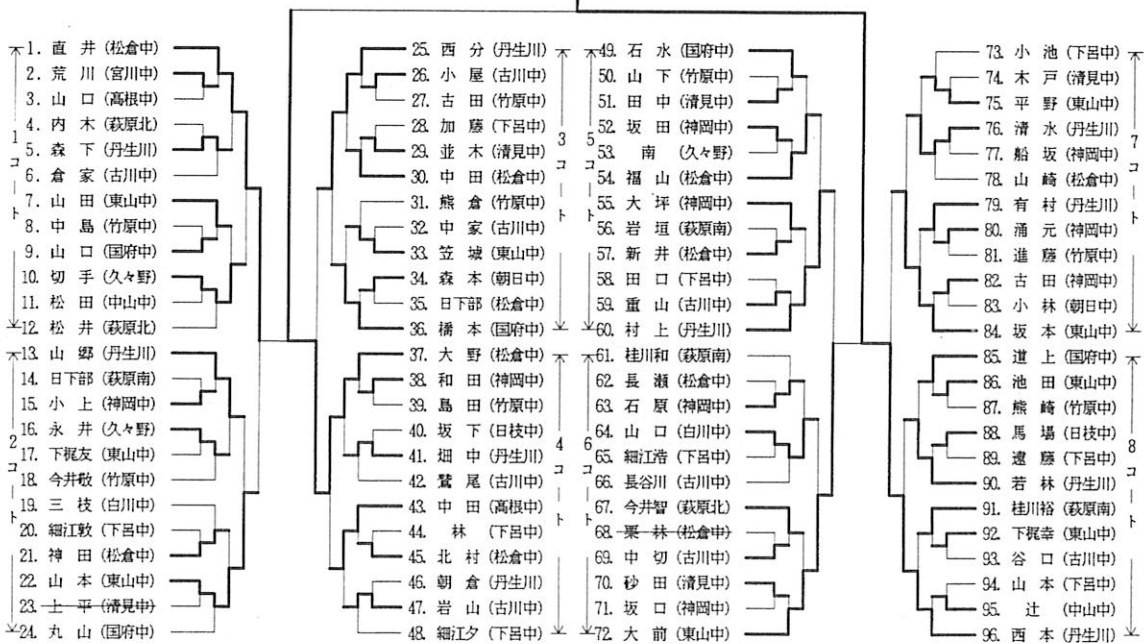 1. 直井 (松倉中)
2. 荒川 (宮川中)
3. 山口 (高根中)
4. 内木 (萩原北)
5. 森下 (丹生川)
6. 倉家 (古川中)
7. 山田 (東山中)
8. 中島 (竹原中)
9. 山口 (国府中)
10. 切手 (久々野)
11. 松田 (中山中)
12. 松井 (萩原北)
1コート
13. 山郷 (丹生川)
14. 日下部 (萩原南)
15. 小上 (神岡中)
16. 永井 (久々野)
17. 下梶友 (東山中)
18. 今井敬 (竹原中)
19. 三枝 (白川中)
20. 細江敦 (下呂中)
21. 神田 (松倉中)
22. 山本 (東山中)
23. 上平 (清見中)
24. 丸山 (国府中)
2コート
25. 西分 (丹生川)
26. 小屋 (古川中)
27. 古田 (竹原中)
28. 加藤 (下呂中)
29. 並木 (清見中)
30. 中田 (松倉中)
31. 熊倉 (竹原中)
32. 中家 (古川中)
33. 笠城 (東山中)
34. 森本 (朝日中)
35. 日下部 (松倉中)
36. 橋本 (国府中)
3コート
37. 大野 (松倉中)
38. 和田 (神岡中)
39. 島田 (竹原中)
40. 坂下 (日枝中)
41. 畑中 (丹生川)
42. 鷲尾 (古川中)
43. 中田 (高根中)
44. 林 (下呂中)
45. 北村 (松倉中)
46. 朝倉 (丹生川)
47. 岩山 (古川中)
48. 細江夕 (下呂中)
4コート
49. 石水 (国府中)
50. 山下 (竹原中)
51. 田中 (清見中)
52. 坂田 (神岡中)
53. 南 (久々野)
54. 福山 (松倉中)
55. 大坪 (神岡中)
56. 岩垣 (萩原南)
57. 新井 (松倉中)
58. 田口 (下呂中)
59. 重山 (古川中)
60. 村上 (丹生川)
5コート
61. 桂川和 (萩原南)
62. 長瀬 (松倉中)
63. 石原 (神岡中)
64. 山口 (白川中)
65. 細江浩 (下呂中)
66. 長谷川 (古川中)
67. 今井智 (萩原北)
68. 栗林 (松倉中)
69. 中切 (古川中)
70. 砂田 (清見中)
71. 坂口 (神岡中)
72. 大前 (東山中)
6コート
73. 小池 (下呂中)
74. 木戸 (清見中)
75. 平野 (東山中)
76. 清水 (丹生川)
77. 船坂 (神岡中)
78. 山崎 (松倉中)
79. 有村 (丹生川)
80. 涌元 (神岡中)
81. 進藤 (竹原中)
82. 古田 (神岡中)
83. 小林 (朝日中)
84. 坂本 (東山中)
7コート
85. 道上 (国府中)
86. 池田 (東山中)
87. 熊崎 (竹原中)
88. 馬場 (日枝中)
89. 遠藤 (下呂中)
90. 若林 (丹生川)
91. 桂川裕 (萩原南)
92. 下梶幸 (東山中)
93. 谷口 (古川中)
94. 山本 (下呂中)
95. 辻 (中山中)
96. 西本 (丹生川)
8コート